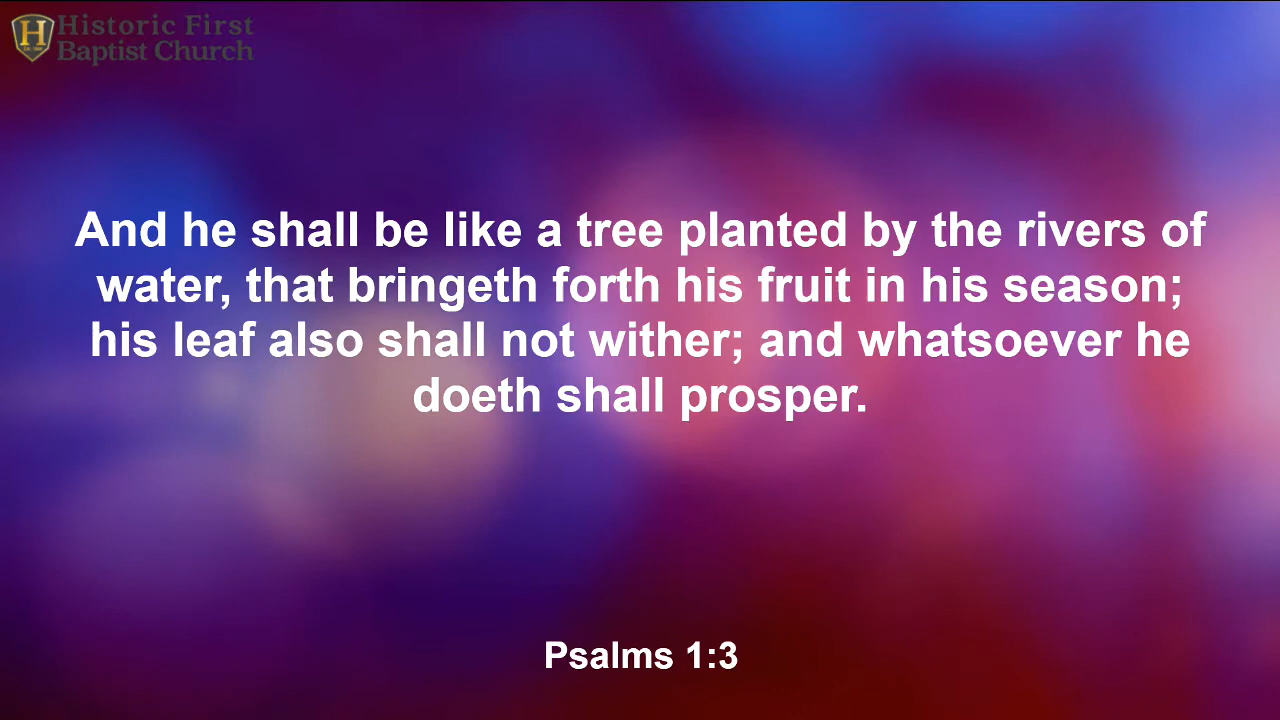 Historic First
Baptist Church
H
And he shall be like a tree planted by the rivers of
water, that bringeth forth his fruit in his season;
his leaf also shall not wither; and whatsoever he
doeth shall prosper.
Psalms 1:3